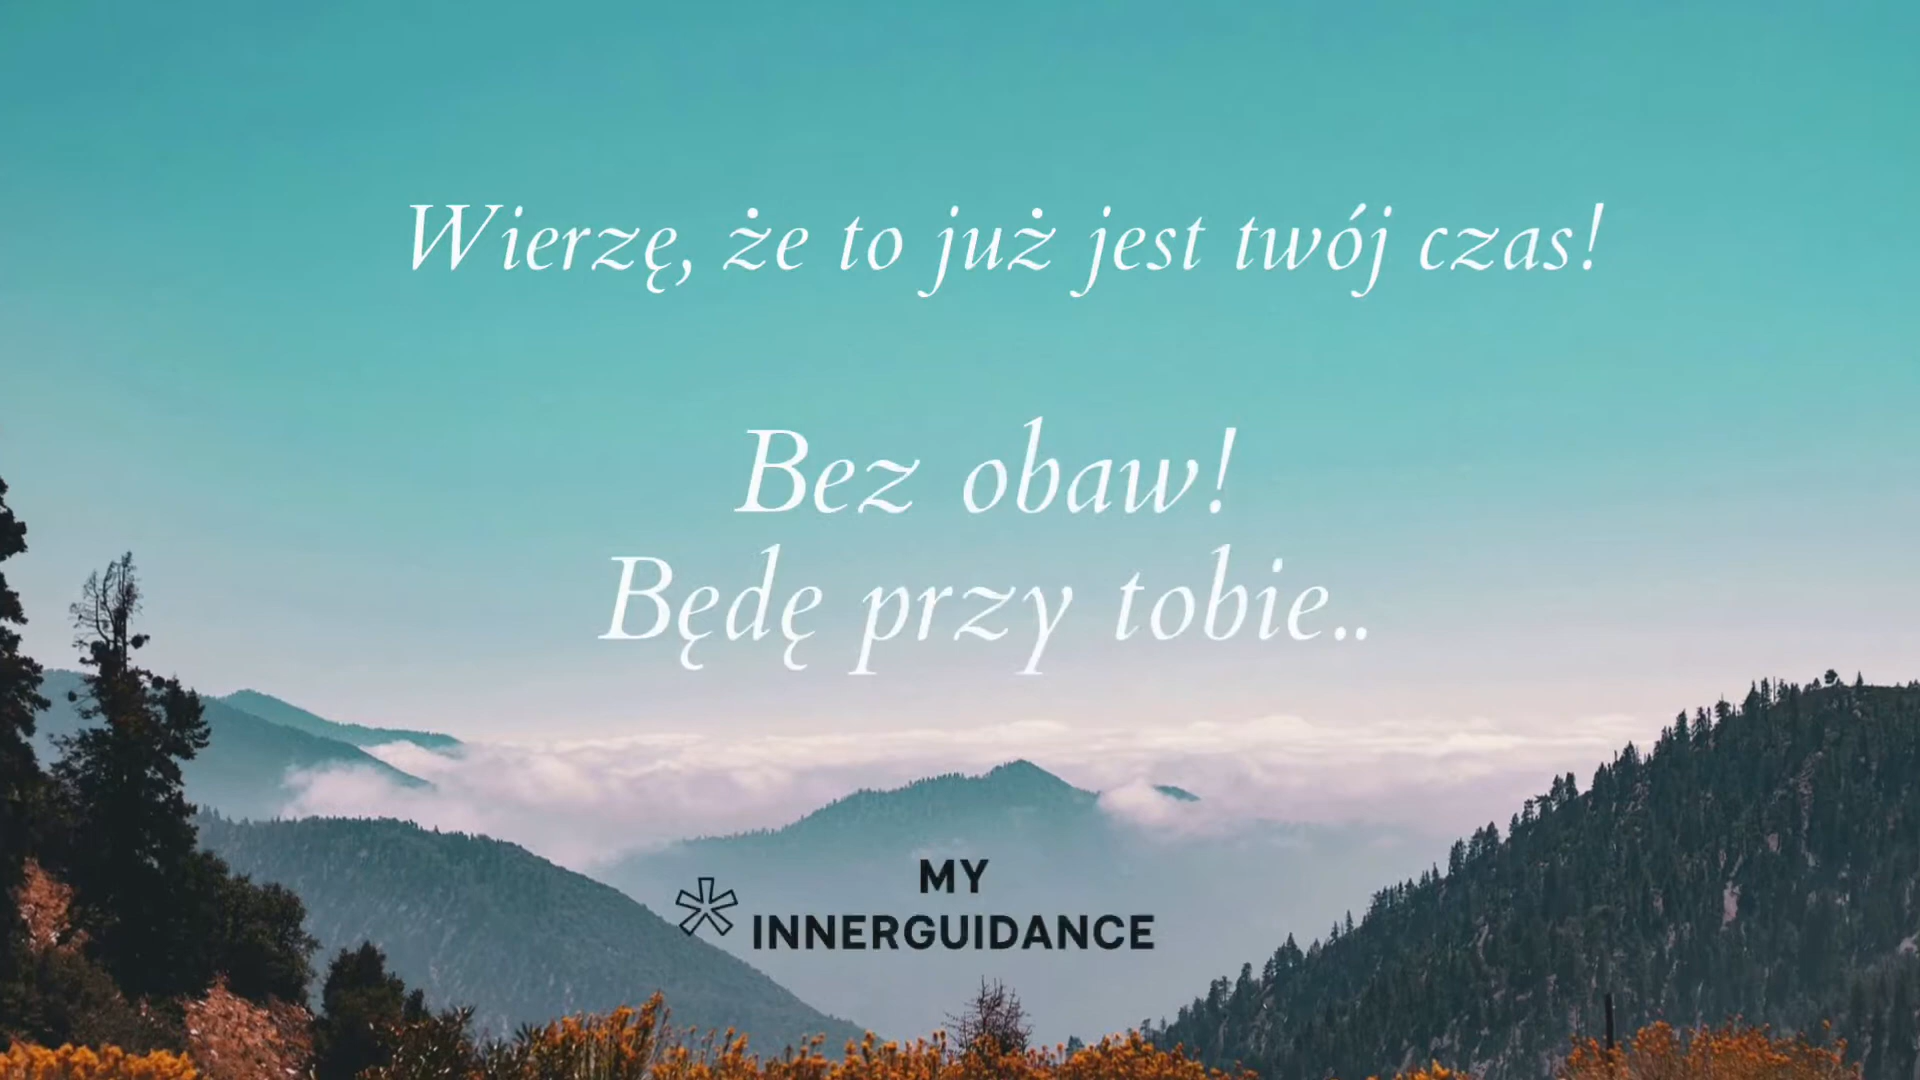 Wierzę, że to już jest twój czas!
Bez obaw!
Będę przy tobie..
MY
INNERGUIDANCE